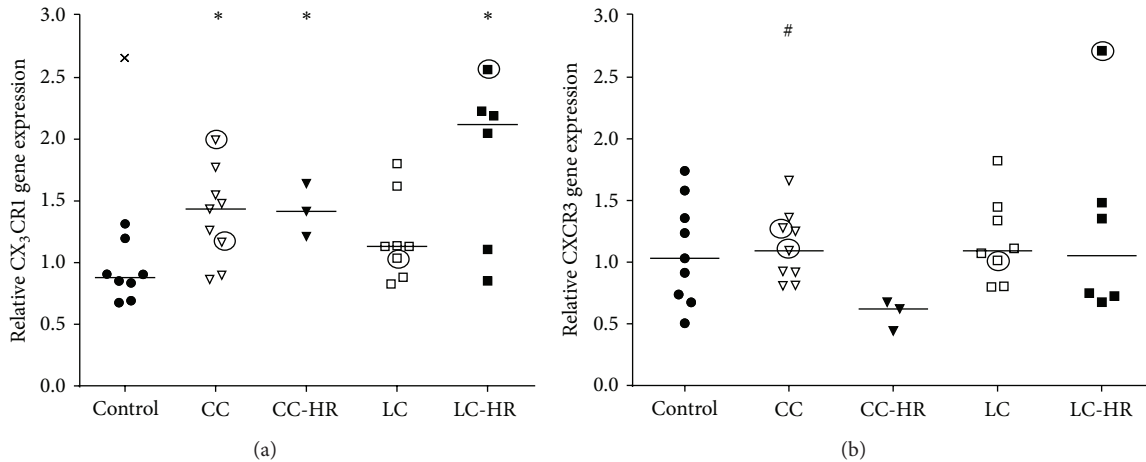 Relative CX₃CR1 gene expression
3.0
2.5
2.0
1.5
1.0
0.5
0.0
*
*
*
×
Control
CC
CC-HR
LC
LC-HR
(a)
Relative CXCR3 gene expression
3.0
2.5
2.0
1.5
1.0
0.5
0.0
#
Control
CC
CC-HR
LC
LC-HR
(b)